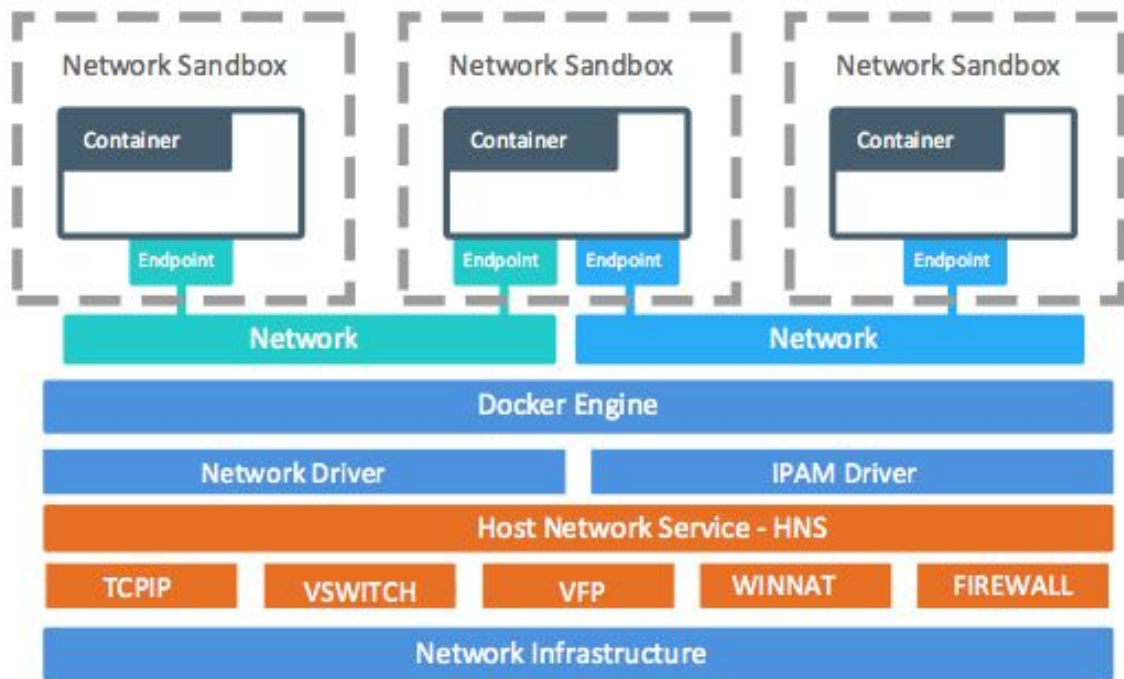 Network Sandbox
Network Sandbox
Network Sandbox
Container
Container
Container
Endpoint
Endpoint
Endpoint
Endpoint
Network
Network
Docker Engine
Network Driver
IPAM Driver
Host Network Service - HNS
TCPIP
VSWITCH
VFP
WINNAT
FIREWALL
Network Infrastructure